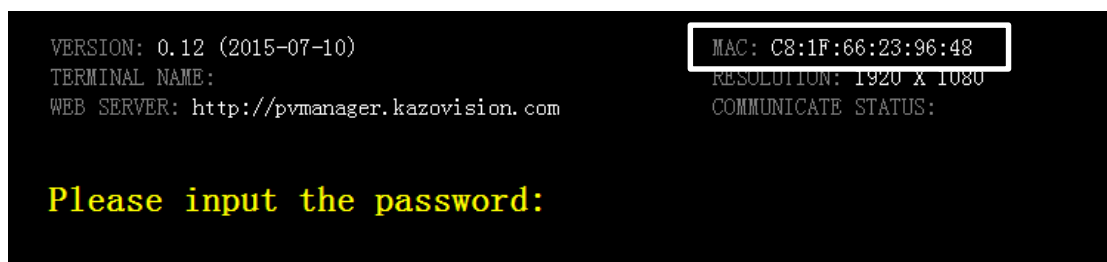 VERSION: 0.12 (2015-07-10)
MAC: C8:1F:66:23:96:48
TERMINAL NAME:
RESOLUTION: 1920 X 1080
WEB SERVER: http://pvmanager.kazovision.com
COMMUNICATE STATUS:
Please input the password: